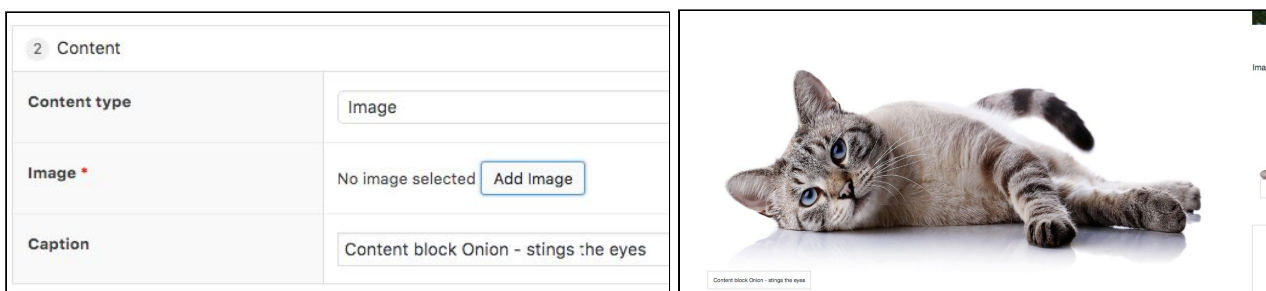 2 Content
Content type
Image
Image *
No image selected Add Image
Caption
Content block Onion - stings the eyes
Content block Onion - stings the eyes
Ima